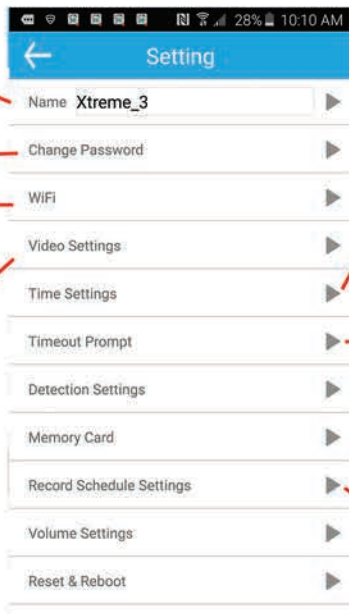 28% 10:10 AM
Setting
Name Xtreme_3
Change Password
WiFi
Video Settings
Time Settings
Timeout Prompt
Detection Settings
Memory Card
Record Schedule Settings
Volume Settings
Reset & Reboot